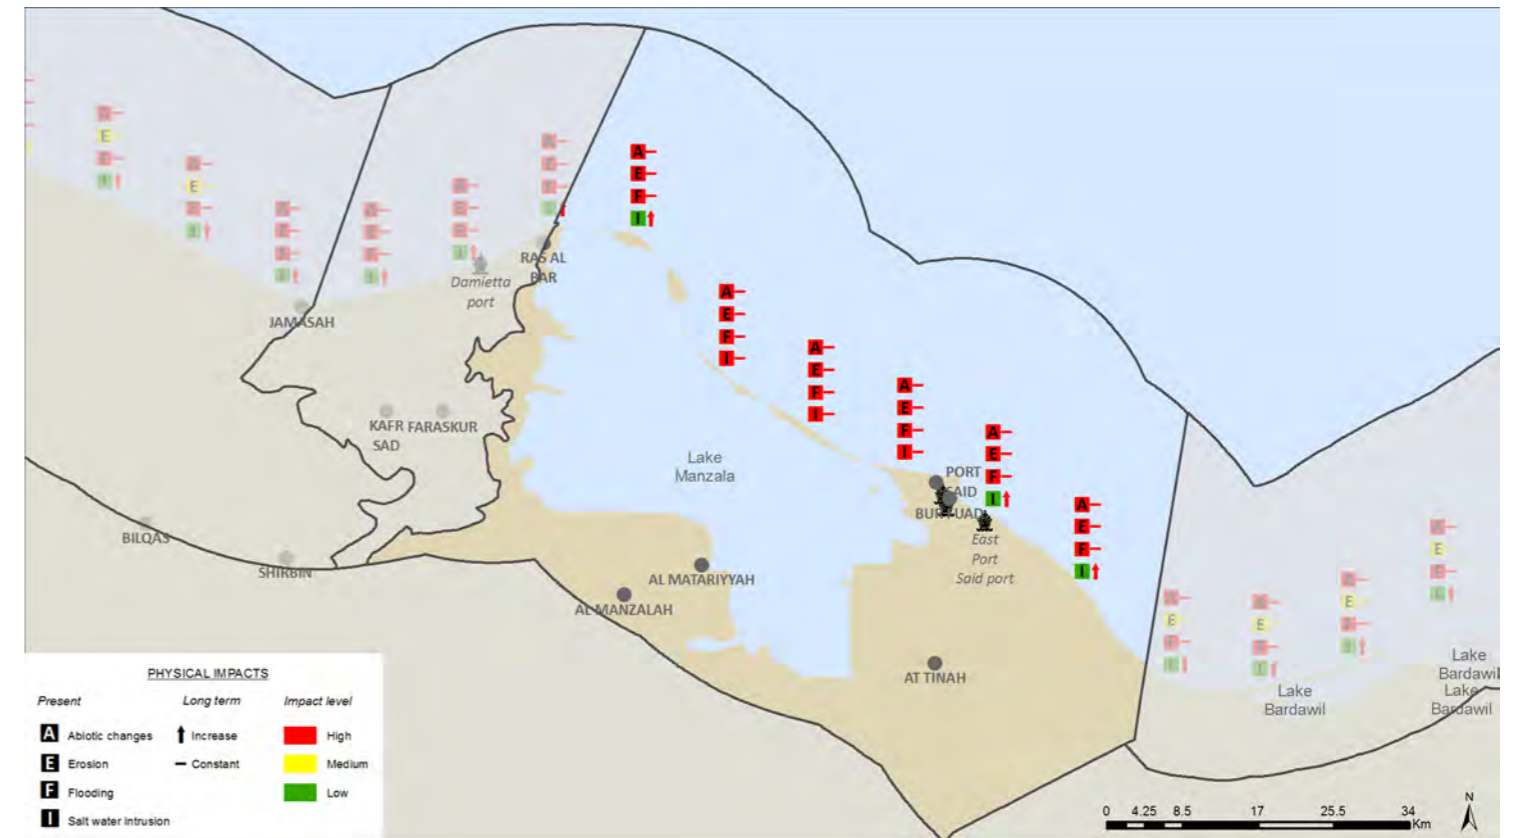 A
E
E
I
A
E
I
A
I
A
E
I
A
I
A
E
F
I
RAS AL
BAR
Damietta
port
JAMASAH
A
E
F
I
A
E
F
I
A
E
F
I
KAFR
SAD
FARASKUR
A
E
F
I
Lake
Manzala
PORT
SAID
BUR FUAD
East
Port
Said port
A
E
F
I
BILQAS
SHIRBIN
AL MATARIYYAH
AL MANZALAH
AT TINAH
E
I
E
I
E
I
E
I
Lake
Bardawil
Lake
Bardawil
Lake
Bardawil
PHYSICAL IMPACTS
Present Long term Impact level
A Abiotic changes Increase High
E Erosion Constant Medium
F Flooding Low
I Salt water intrusion
0 4.25 8.5 17 25.5 34
Km
N